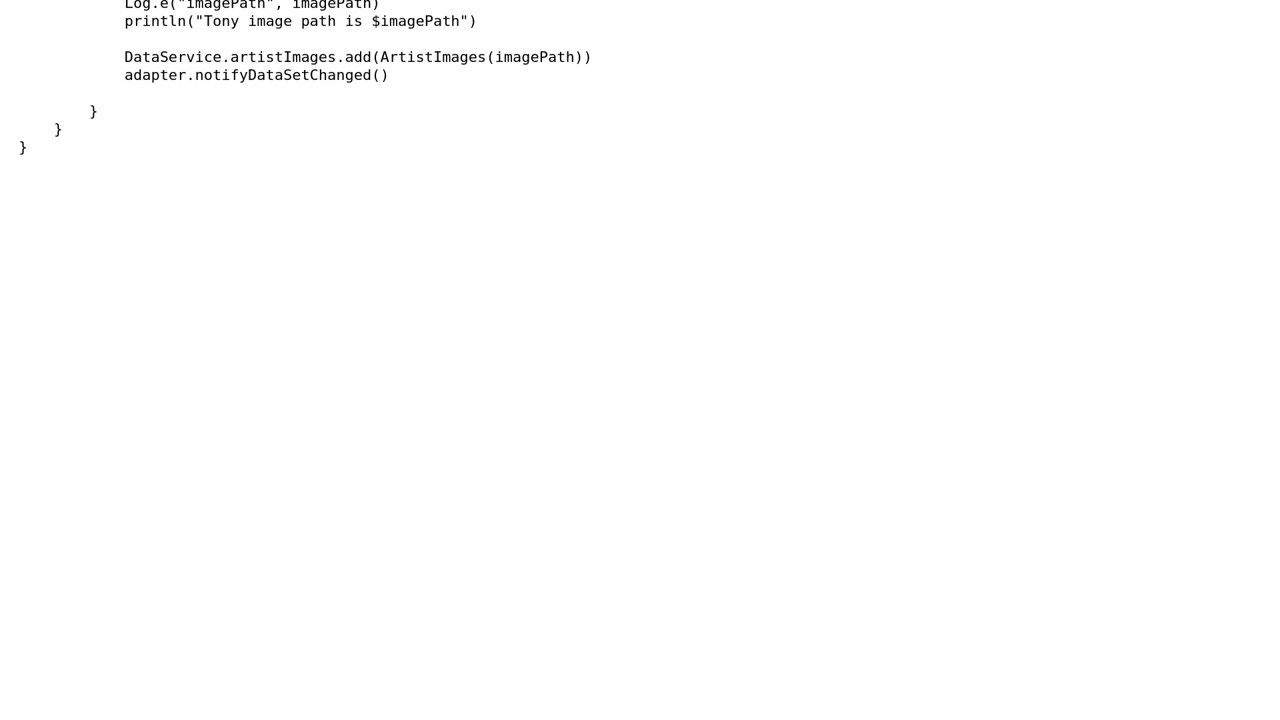 Log.e("imagePath", imagePath)
println("Tony image path is $imagePath")
DataService.artistImages.add(ArtistImages(imagePath))
adapter.notifyDataSetChanged()
}
}
}